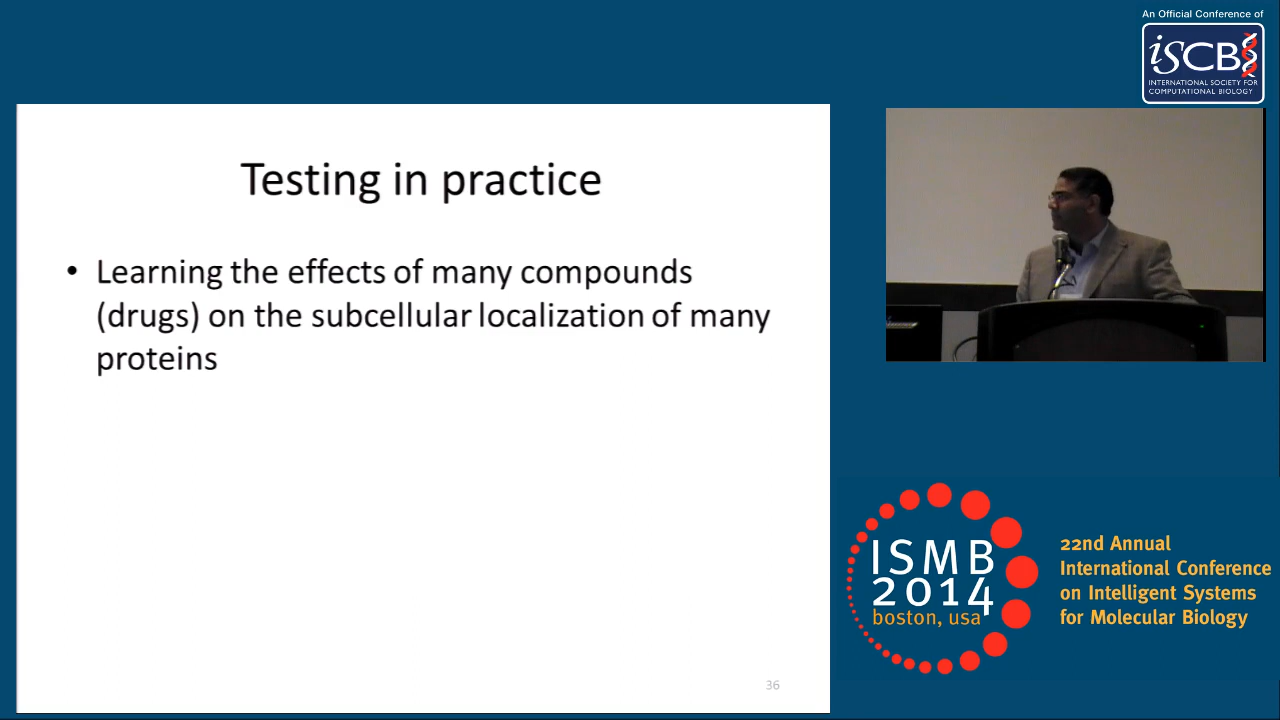 An Official Conference of
iSCB
INTERNATIONAL SOCIETY FOR
COMPUTATIONAL BIOLOGY
Testing in practice
• Learning the effects of many compounds
(drugs) on the subcellular localization of many
proteins
36
ISMB
2014
boston, usa
22nd Annual
International Conference
on Intelligent Systems
for Molecular Biology